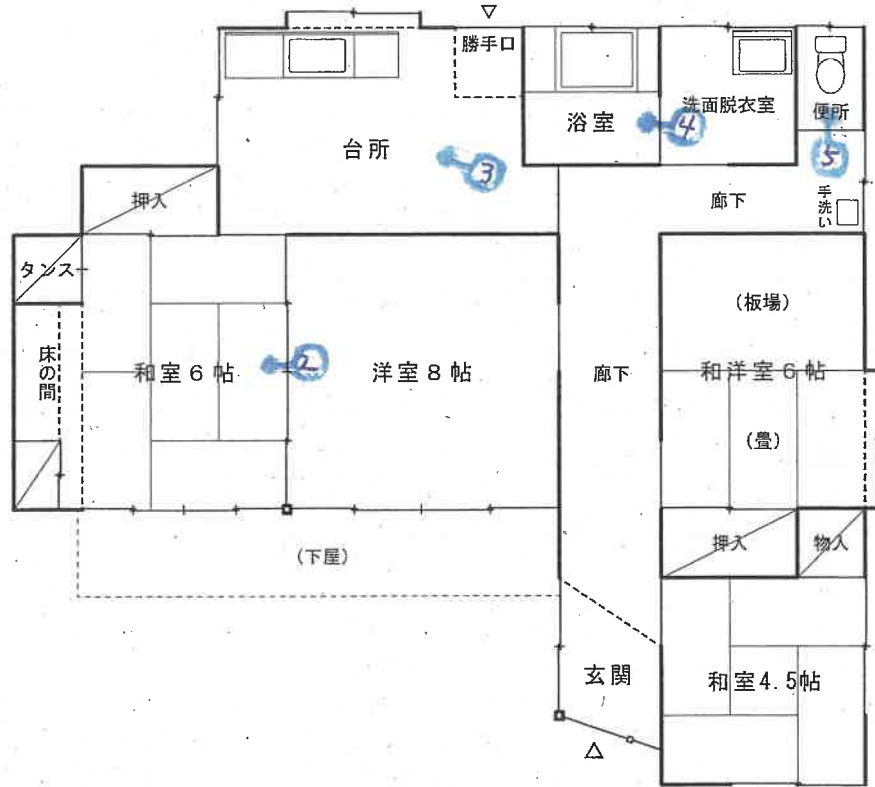 勝手口
台所
浴室
洗面脱衣室
便所
3
4
5
押入
廊下
手洗い
タンス
(板場)
床の間
和室6帖
2
洋室8帖
廊下
和洋室6帖
(畳)
押入
物入
(下屋)
玄関
和室4.5帖